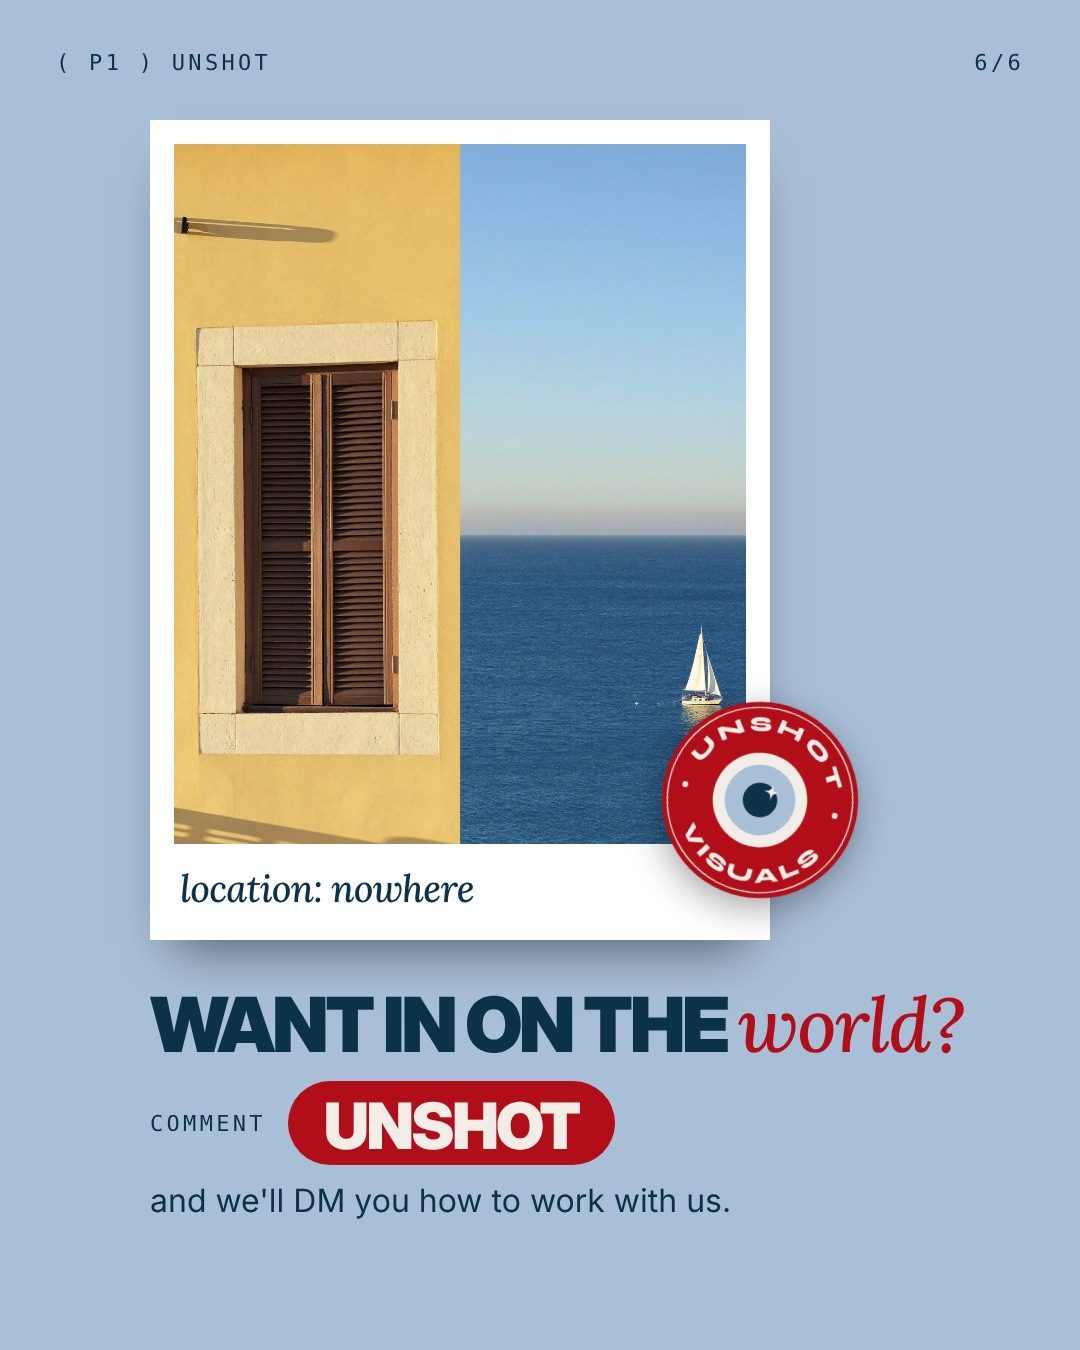 ( P1 ) UNSHOT
6/6
UNSHOT
VISUALS
location: nowhere
WANT IN ON THE world?
COMMENT UNSHOT
and we'll DM you how to work with us.